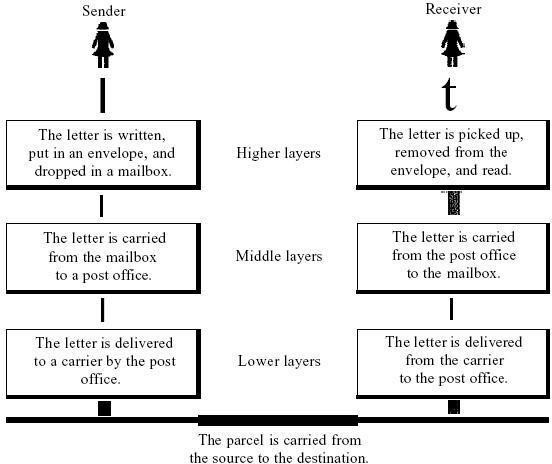 Sender
Receiver
t
The letter is written,
put in an envelope, and
dropped in a mailbox.
Higher layers
The letter is picked up,
removed from the
envelope, and read.
The letter is carried
from the mailbox
to a post office.
Middle layers
The letter is carried
from the post office
to the mailbox.
The letter is delivered
to a carrier by the post
office.
Lower layers
The letter is delivered
from the carrier
to the post office.
The parcel is carried from
the source to the destination.